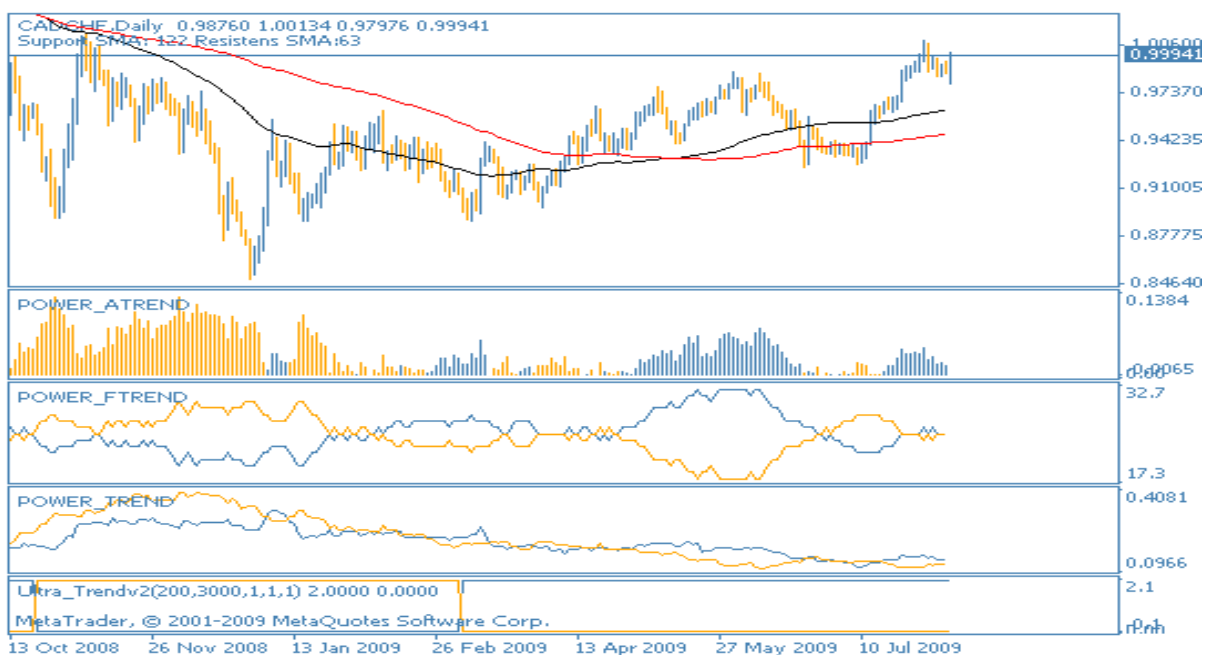 CADCHF,Daily 0.98760 1.00134 0.97976 0.99941
Support SMA: 122 Resistens SMA:63
1.00600
0.99941
0.97370
0.94235
0.91005
0.87775
0.84640
POWER_ATREND
0.1384
0.0065
0.00
POWER_FTREND
32.7
17.3
POWER_TREND
0.4081
0.0966
Ultra_Trendv2(200,3000,1,1,1) 2.0000 0.0000
2.1
-0.1
MetaTrader, © 2001-2009 MetaQuotes Software Corp.
13 Oct 2008 26 Nov 2008 13 Jan 2009 26 Feb 2009 13 Apr 2009 27 May 2009 10 Jul 2009